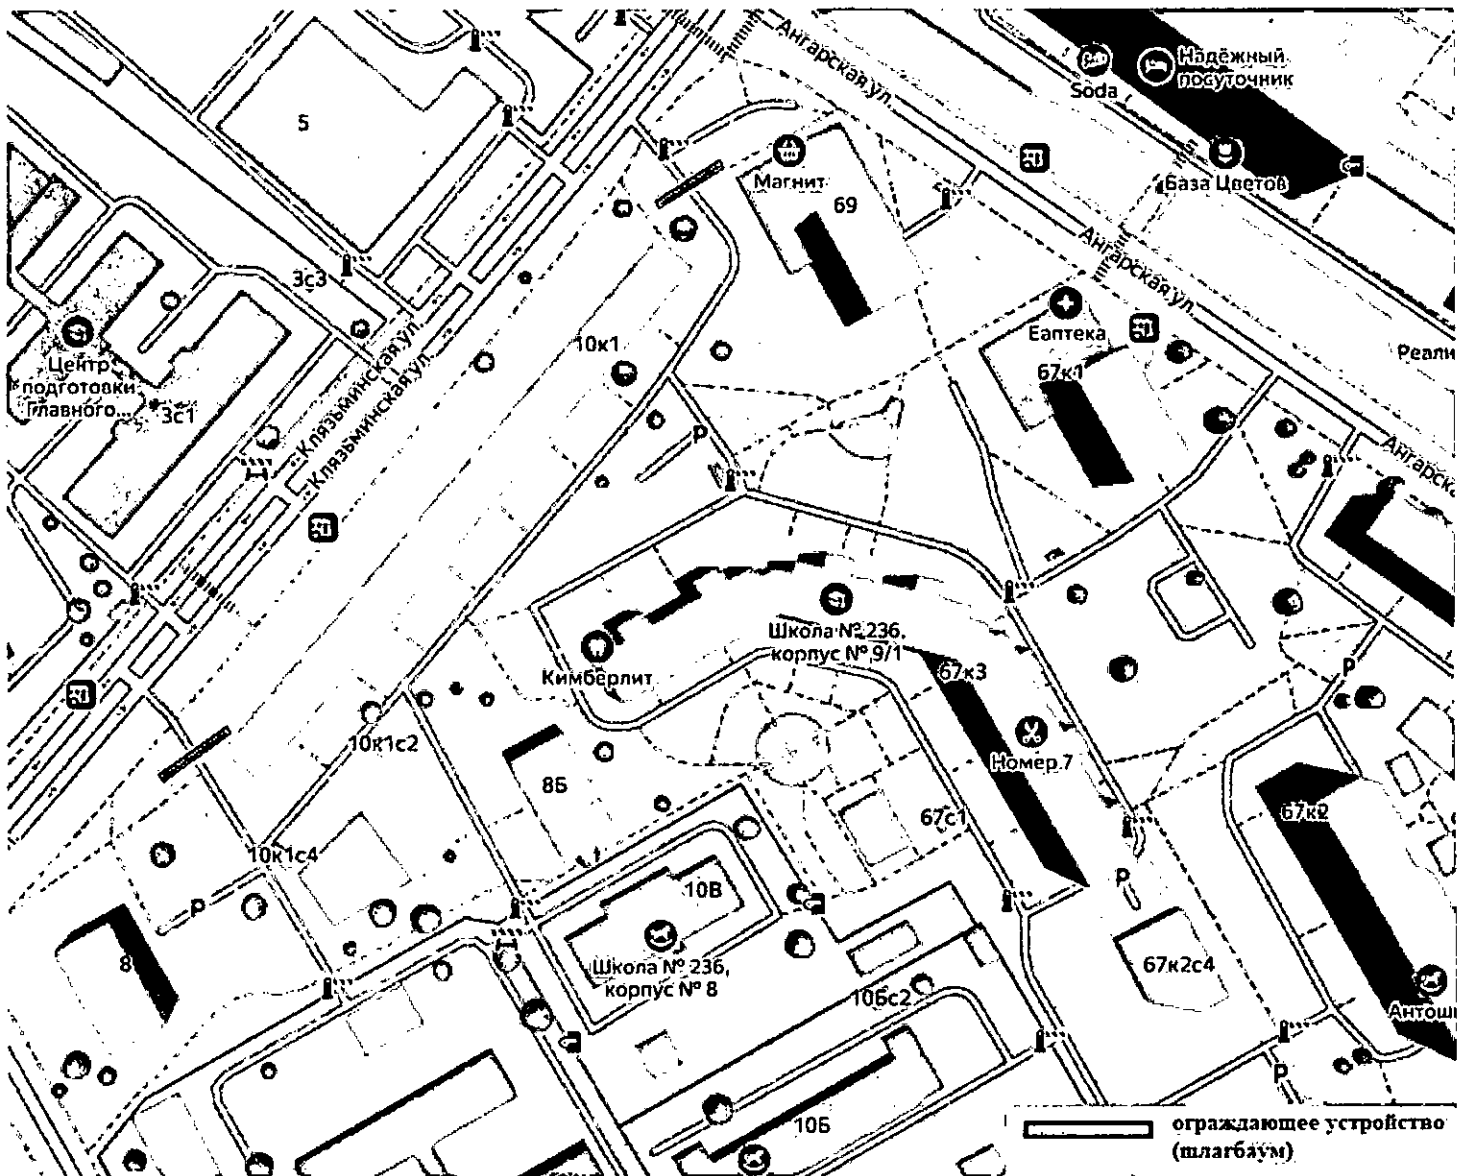 Ангарская ул.
Надёжный
посуточник
Soda
База Цветов
5
Магнит
69
Ангарская ул.
3с3
Еаптека
Центр
подготовки
Главного...
3с1
Клязьминская ул.
Клязьминская ул.
10к1
67к1
Реали
P
Ангарска
Школа № 236,
корпус № 9/1
Кимберлит
67к3
P
10к1с2
Номер 7
8Б
67с1
67к2
10к1с4
10В
P
P
8
Школа № 236,
корпус № 8
67к2с4
10Бс2
Антош
P
10Б
ограждающее устройство
(шлагбаум)